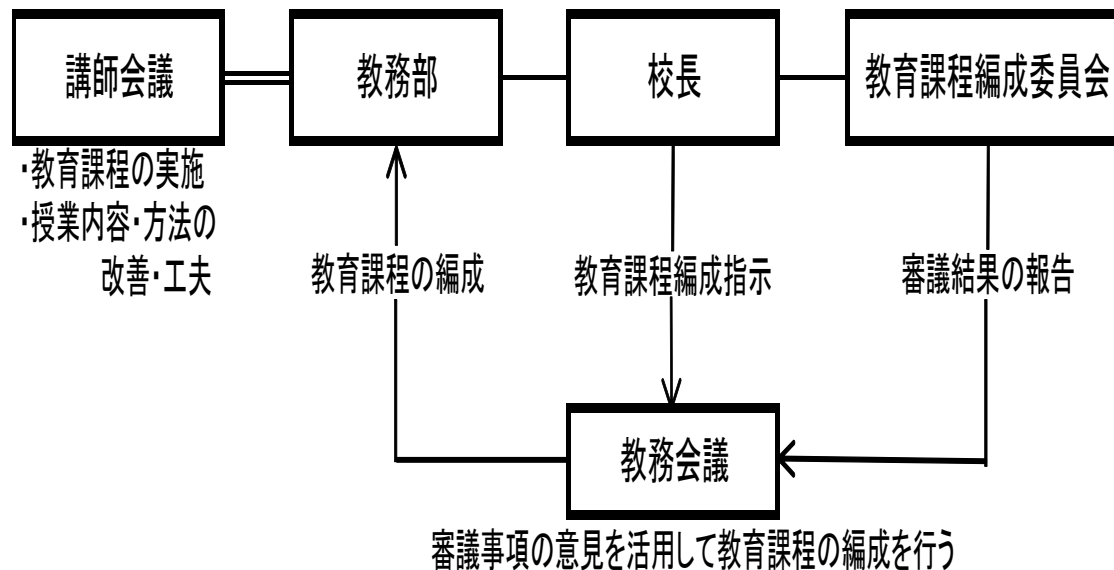 講師会議
教務部
校長
教育課程編成委員会
・教育課程の実施
・授業内容・方法の
改善・工夫
教育課程の編成
教育課程編成指示
審議結果の報告
教務会議
審議事項の意見を活用して教育課程の編成を行う